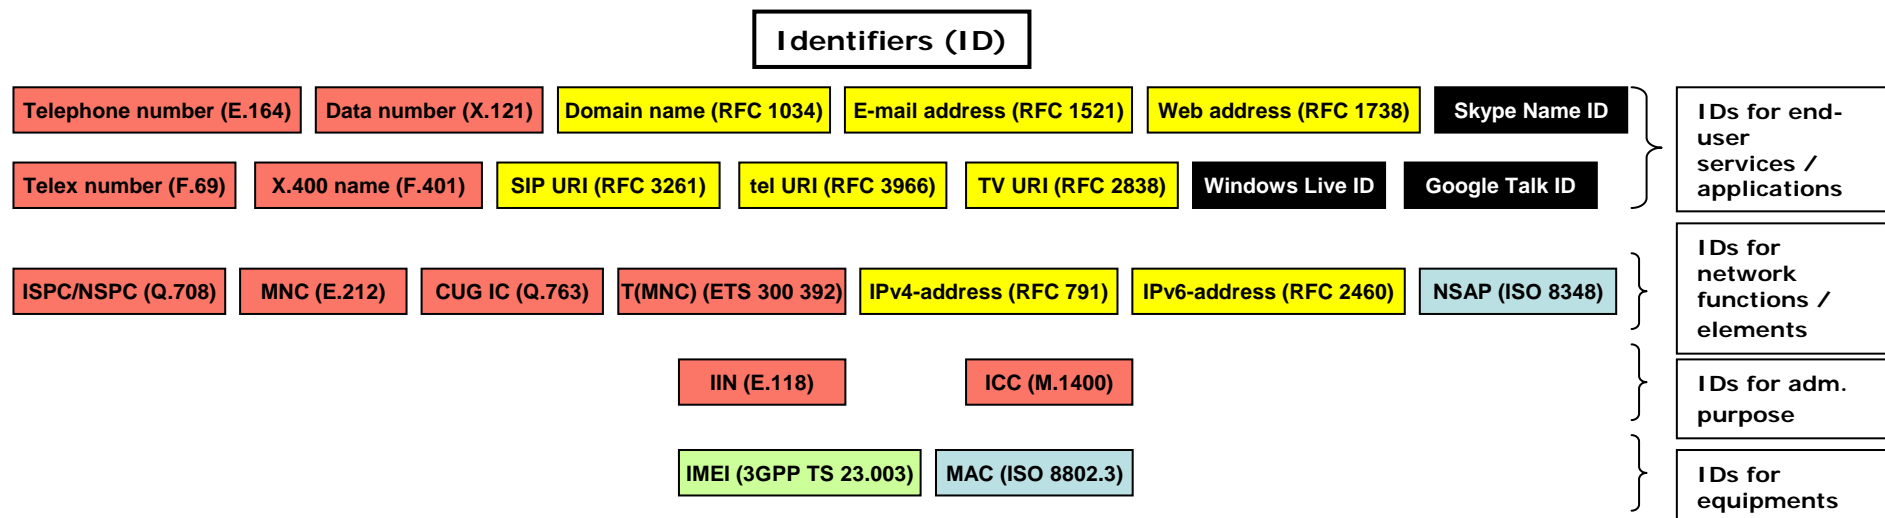 Identifiers (ID)
Telephone number (E.164)
Data number (X.121)
Domain name (RFC 1034)
E-mail address (RFC 1521)
Web address (RFC 1738)
Skype Name ID
Telex number (F.69)
X.400 name (F.401)
SIP URI (RFC 3261)
tel URI (RFC 3966)
TV URI (RFC 2838)
Windows Live ID
Google Talk ID
IDs for end-
user
services /
applications
ISPC/NSPC (Q.708)
MNC (E.212)
CUG IC (Q.763)
T(MNC) (ETS 300 392)
IPv4-address (RFC 791)
IPv6-address (RFC 2460)
NSAP (ISO 8348)
IDs for
network
functions /
elements
IIN (E.118)
ICC (M.1400)
IDs for adm.
purpose
IMEI (3GPP TS 23.003)
MAC (ISO 8802.3)
IDs for
equipments